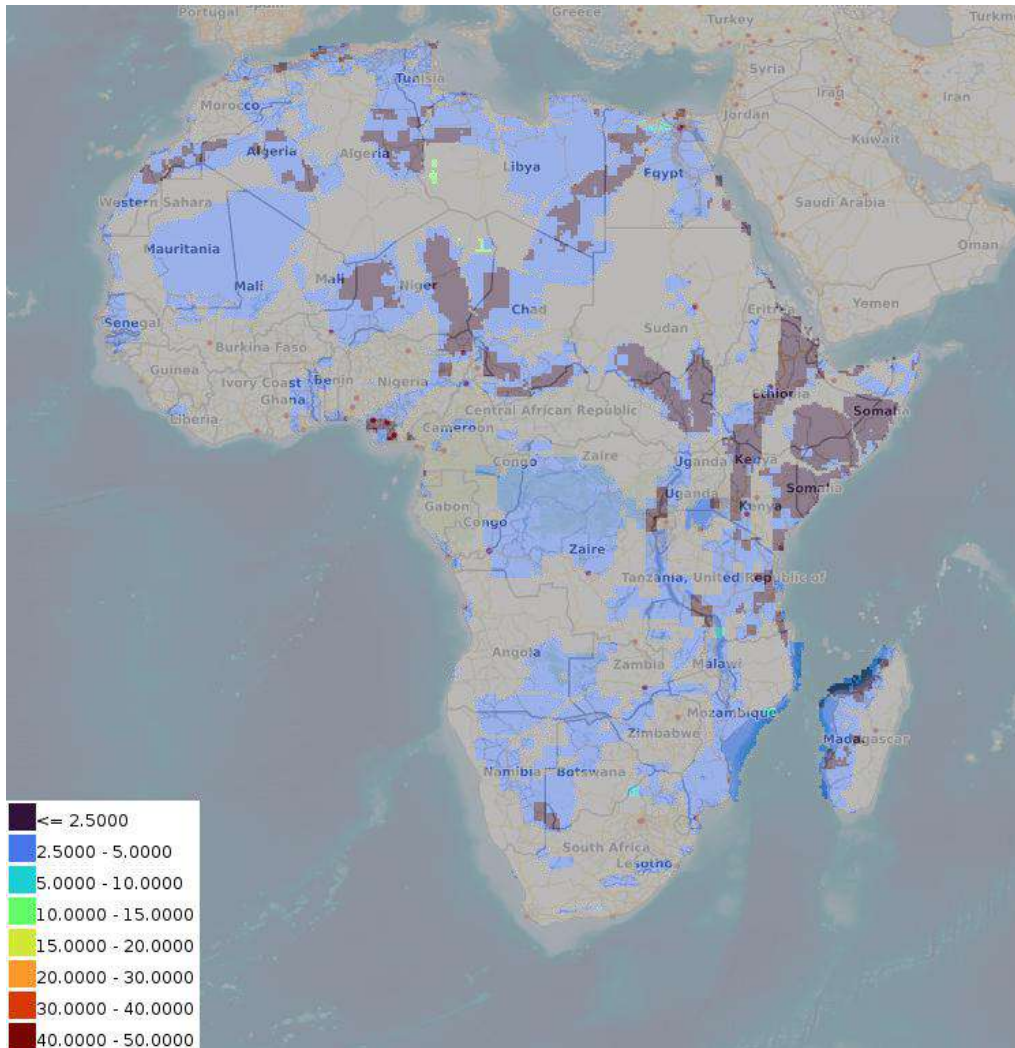 Portugal
Spain
Greece
Turkey
Turkm
Syria
Iraq
Iran
Jordan
Kuwait
Tunisia
Morocco
Algeria
Algeria
Libya
Egypt
Saudi Arabia
Western Sahara
Oman
Mauritania
Mali
Mali
Niger
Chad
Sudan
Eritrea
Yemen
Senegal
Burkina Faso
Guinea
Ivory Coast
Benin
Nigeria
Ghana
Liberia
Central African Republic
Ethiopia
Somalia
Cameroon
Congo
Zaire
Uganda
Kenya
Gabon
Uganda
Kenya
Somalia
Congo
Zaire
Tanzania, United Republic of
Angola
Zambia
Malawi
Mozambique
Zimbabwe
Madagascar
Namibia
Botswana
South Africa
Lesotho
<= 2.5000
2.5000 - 5.0000
5.0000 - 10.0000
10.0000 - 15.0000
15.0000 - 20.0000
20.0000 - 30.0000
30.0000 - 40.0000
40.0000 - 50.0000